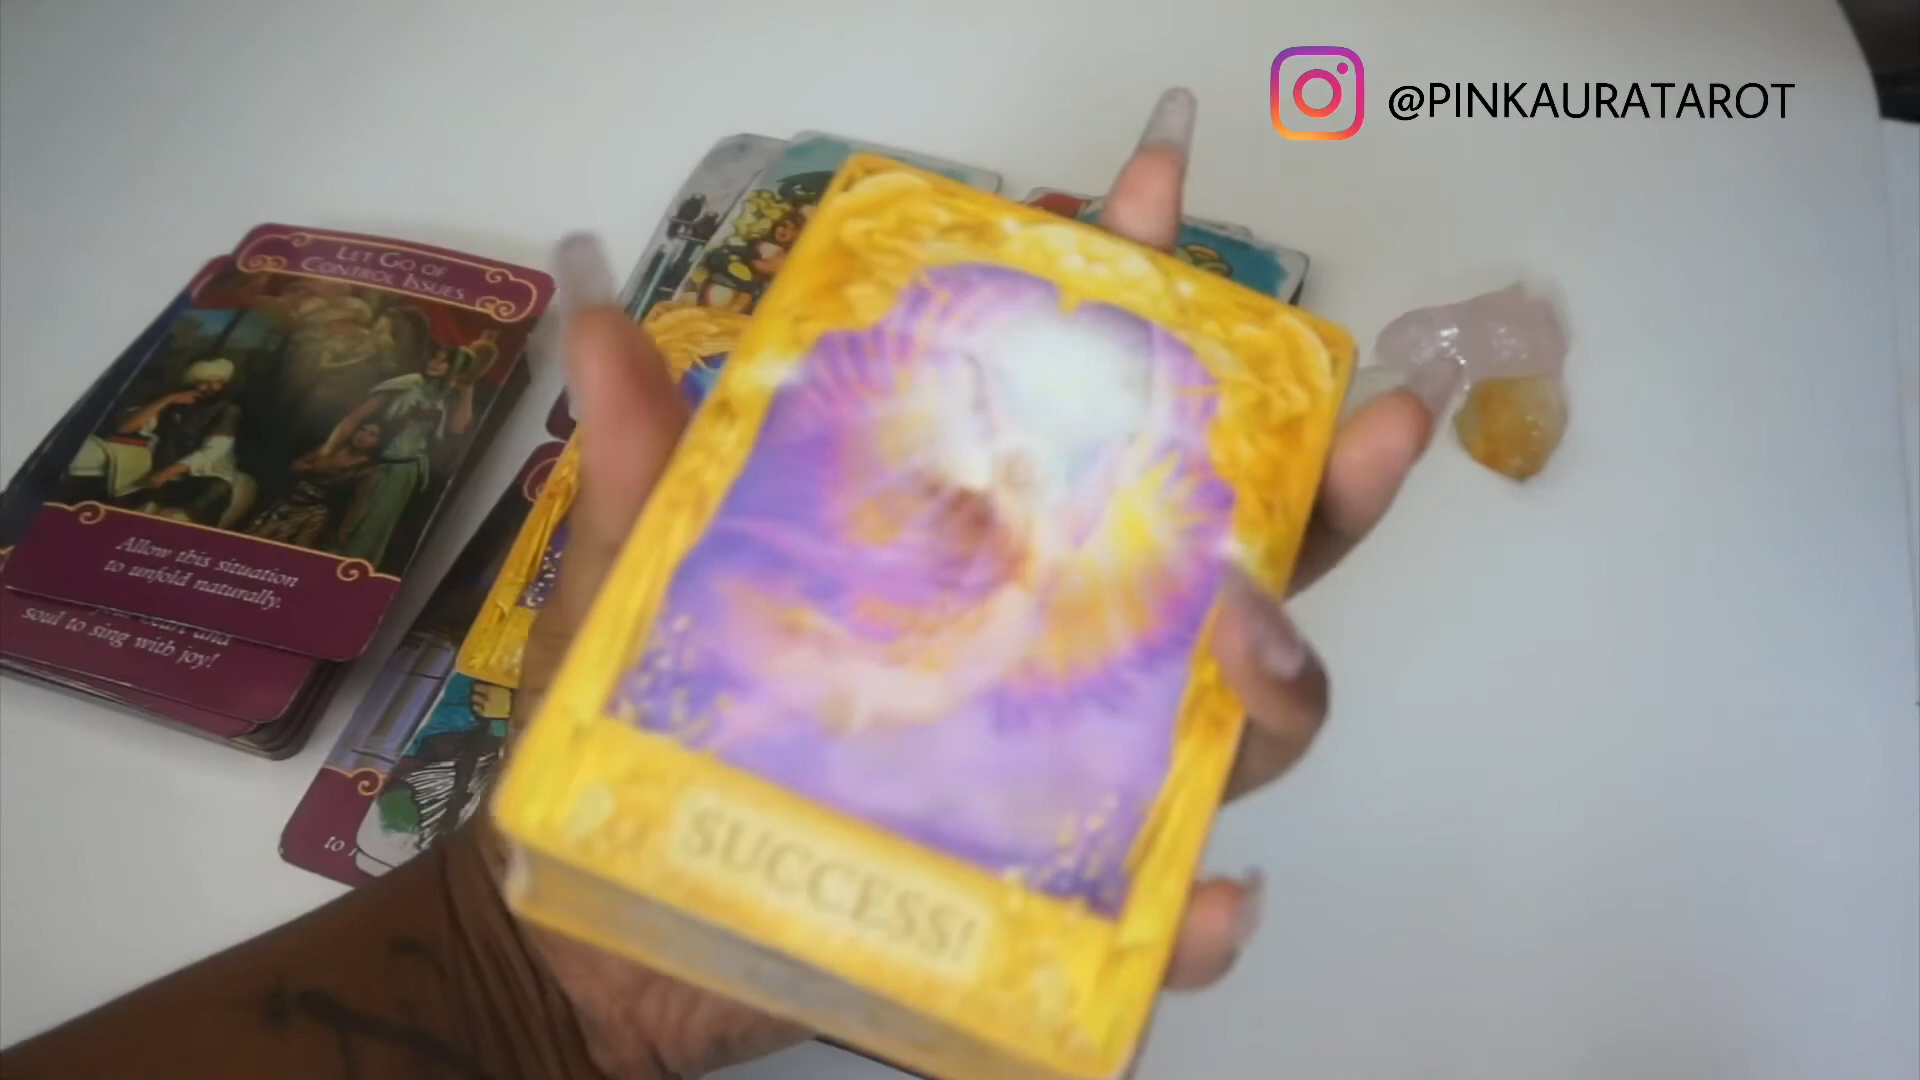 @PINKAURATAROT
LET GO OF
CONTROL ISSUES
Allow this situation
to unfold naturally.
soul to sing with joy!
to
SUCCESS!